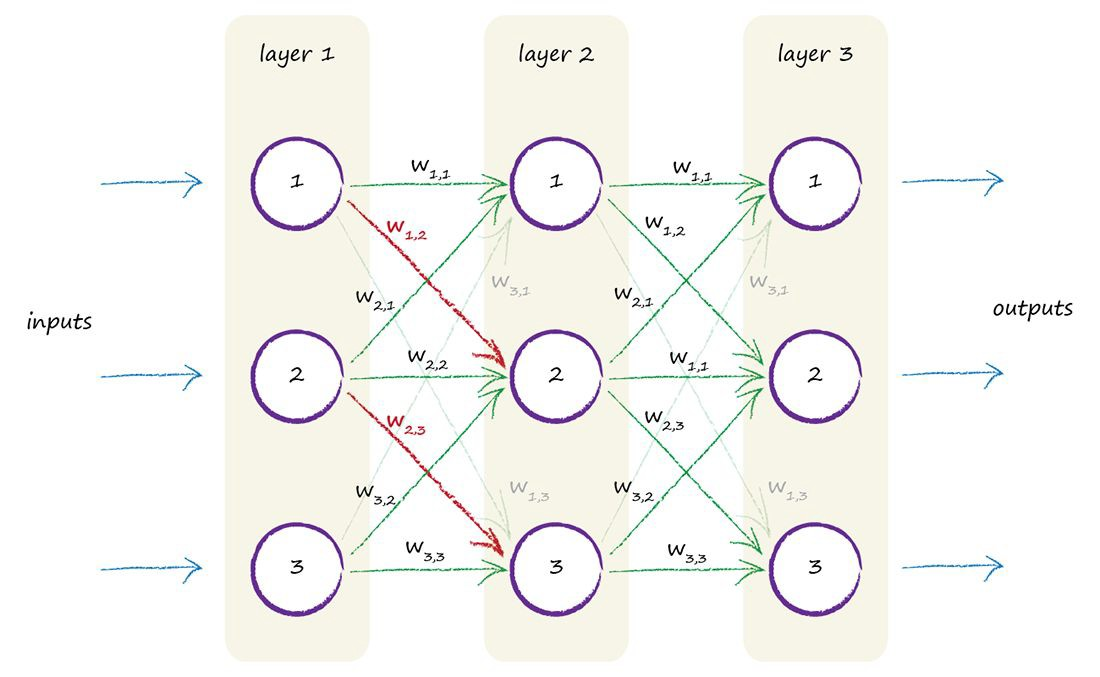 layer 1
layer 2
layer 3
1
W1,1
1
W1,1
1
W1,2
W1,2
W2,1
W3,1
W2,1
W3,1
inputs
outputs
2
W2,2
2
W1,1
2
W2,3
W2,3
W3,2
W1,3
W3,2
W1,3
3
W3,3
3
W3,3
3